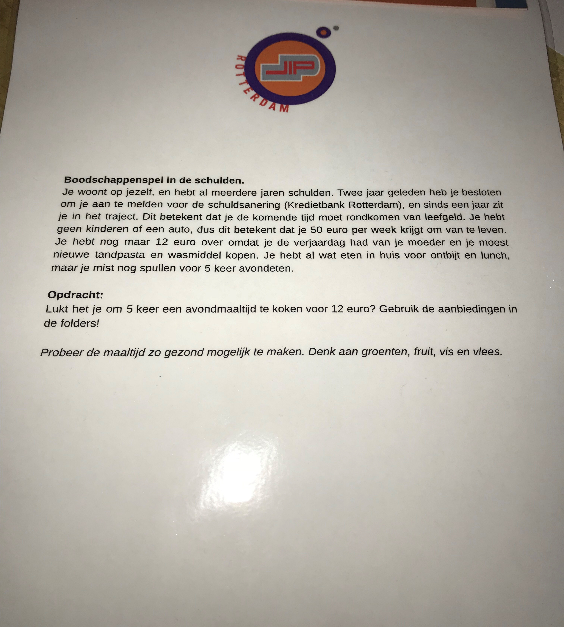 JIP
ROTTERDAM
Boodschappenspel in de schulden.
Je woont op jezelf, en hebt al meerdere jaren schulden. Twee jaar geleden heb je besloten
om je aan te melden voor de schuldsanering (Kredietbank Rotterdam), en sinds een jaar zit
je in het traject. Dit betekent dat je de komende tijd moet rondkomen van leefgeld. Je hebt
geen kinderen of een auto, dus dit betekent dat je 50 euro per week krijgt om van te leven.
Je hebt nog maar 12 euro over omdat je de verjaardag had van je moeder en je moest
nieuwe tandpasta en wasmiddel kopen. Je hebt al wat eten in huis voor ontbijt en lunch,
maar je mist nog spullen voor 5 keer avondeten.
Opdracht:
Lukt het je om 5 keer een avondmaaltijd te koken voor 12 euro? Gebruik de aanbiedingen in
de folders!
Probeer de maaltijd zo gezond mogelijk te maken. Denk aan groenten, fruit, vis en vlees.